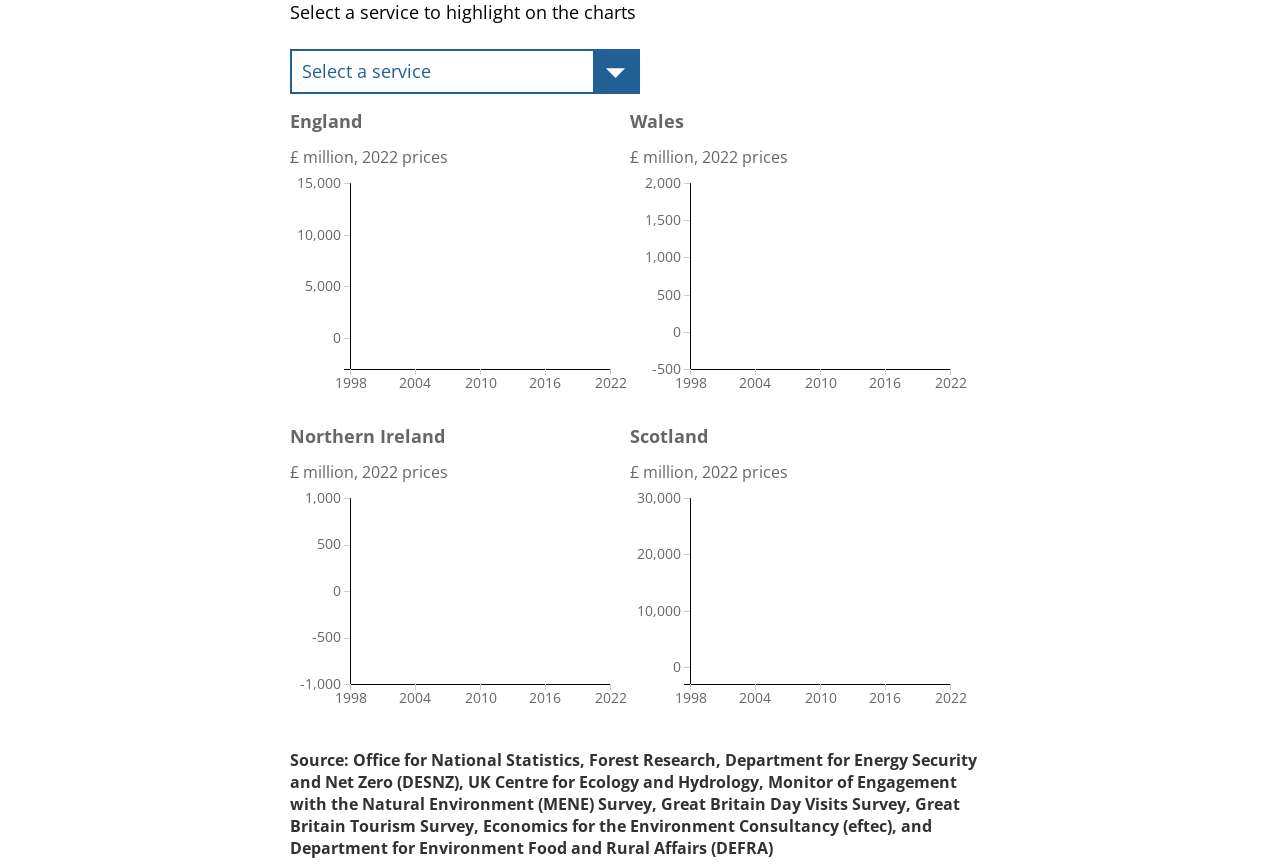 Select a service to highlight on the charts
Select a service
England
£ million, 2022 prices
15,000
10,000
5,000
0
1998 2004 2010 2016 2022
Wales
£ million, 2022 prices
2,000
1,500
1,000
500
0
-500
1998 2004 2010 2016 2022
Northern Ireland
£ million, 2022 prices
1,000
500
0
-500
-1,000
1998 2004 2010 2016 2022
Scotland
£ million, 2022 prices
30,000
20,000
10,000
0
1998 2004 2010 2016 2022
Source: Office for National Statistics, Forest Research, Department for Energy Security
and Net Zero (DESNZ), UK Centre for Ecology and Hydrology, Monitor of Engagement
with the Natural Environment (MENE) Survey, Great Britain Day Visits Survey, Great
Britain Tourism Survey, Economics for the Environment Consultancy (eftec), and
Department for Environment Food and Rural Affairs (DEFRA)